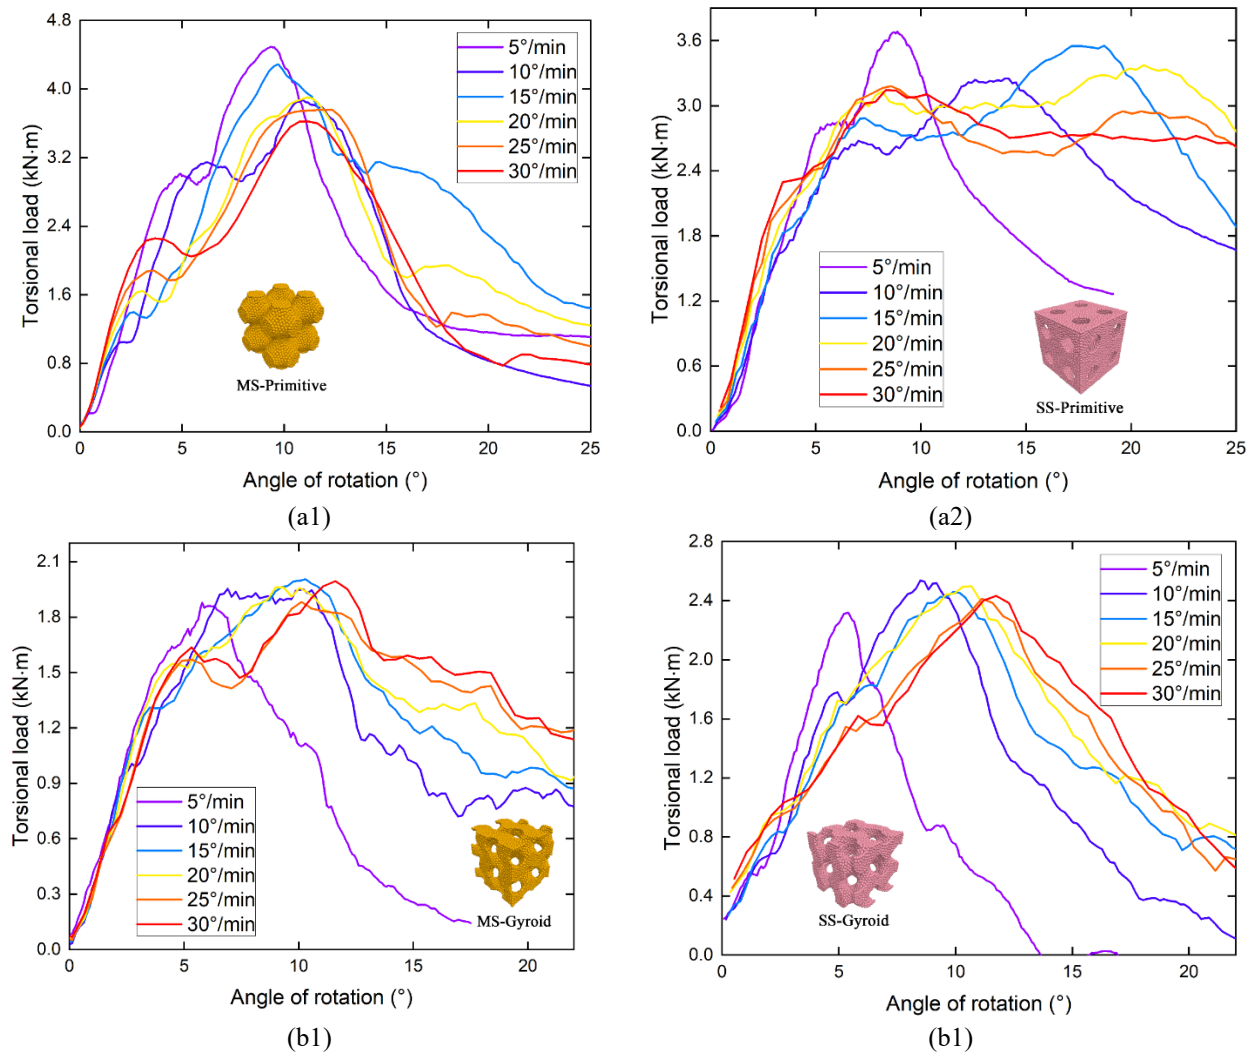 4.8
4.0
3.2
2.4
1.6
0.8
0.0
Torsional load (kN·m)
0
5
10
15
20
25
Angle of rotation (°)
5°/min
10°/min
15°/min
20°/min
25°/min
30°/min
MS-Primitive
(a1)
3.6
3.0
2.4
1.8
1.2
0.6
0.0
Torsional load (kN·m)
0
5
10
15
20
25
Angle of rotation (°)
5°/min
10°/min
15°/min
20°/min
25°/min
30°/min
SS-Primitive
(a2)
2.1
1.8
1.5
1.2
0.9
0.6
0.3
0.0
Torsional load (kN·m)
0
5
10
15
20
Angle of rotation (°)
5°/min
10°/min
15°/min
20°/min
25°/min
30°/min
MS-Gyroid
(b1)
2.8
2.4
2.0
1.6
1.2
0.8
0.4
0.0
Torsional load (kN·m)
0
5
10
15
20
Angle of rotation (°)
5°/min
10°/min
15°/min
20°/min
25°/min
30°/min
SS-Gyroid
(b1)